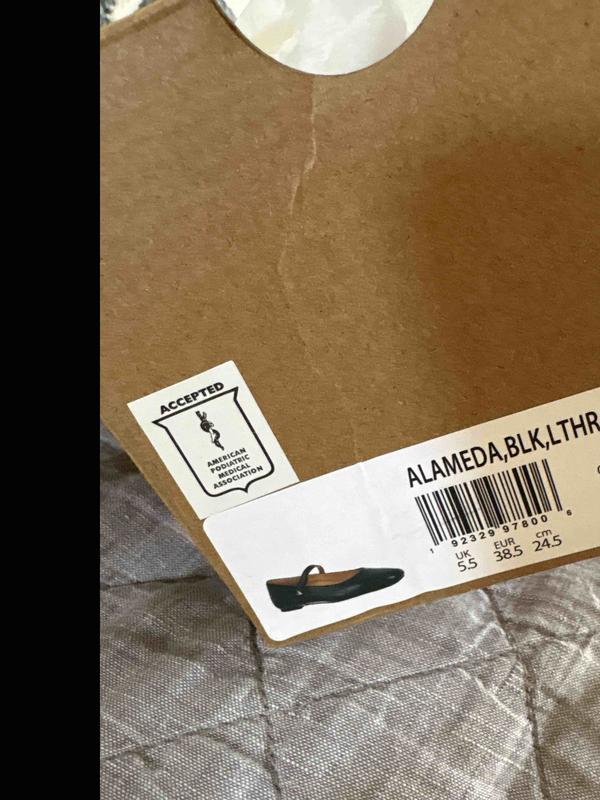 ACCEPTED
AMERICAN
PODIATRIC
MEDICAL
ASSOCIATION
ALAMEDA,BLK,LTHR
1 92329 97800 6
UK EUR cm
5.5 38.5 24.5